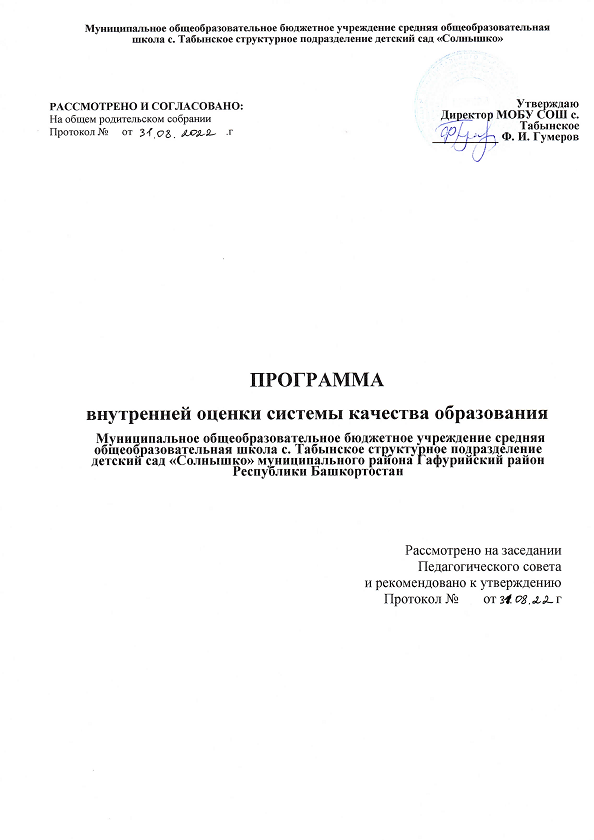 Муниципальное общеобразовательное бюджетное учреждение средняя общеобразовательная
школа с. Табынское структурное подразделение детский сад «Солнышко»
РАССМОТРЕНО И СОГЛАСОВАНО:
На общем родительском собрании
Протокол № от 31.08.2022 .г
Утверждаю
Директор МОБУ СОШ с.
Табынское
Ф. И. Гумеров
ПРОГРАММА
внутренней оценки системы качества образования
Муниципальное общеобразовательное бюджетное учреждение средняя
общеобразовательная школа с. Табынское структурное подразделение
детский сад «Солнышко» муниципального района Гафурийский район
Республики Башкортостан
Рассмотрено на заседании
Педагогического совета
и рекомендовано к утверждению
Протокол № от 31.08.22 г